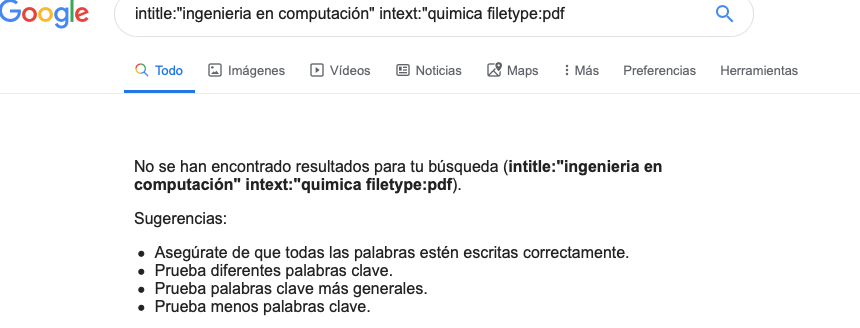 Google
intitle:"ingenieria en computación" intext:"quimica filetype:pdf
Todo Imágenes Vídeos Noticias Maps Más Preferencias Herramientas
No se han encontrado resultados para tu búsqueda (intitle:"ingenieria en
computación" intext:"quimica filetype:pdf).
Sugerencias:
● Asegúrate de que todas las palabras estén escritas correctamente.
● Prueba diferentes palabras clave.
● Prueba palabras clave más generales.
● Prueba menos palabras clave.